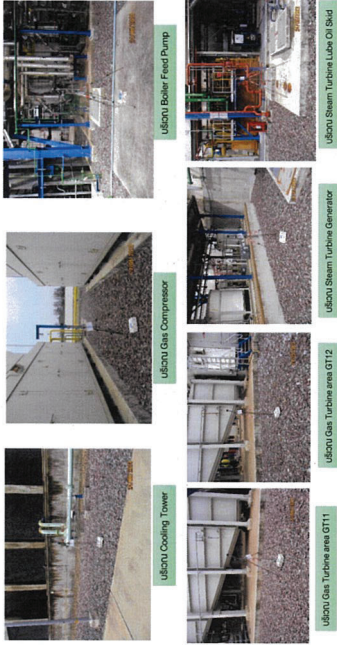 บริเวณ Cooling Tower
บริเวณ Gas Compressor
บริเวณ Boiler Feed Pump
บริเวณ Gas Turbine area GT11
บริเวณ Gas Turbine area GT12
บริเวณ Steam Turbine Generator
บริเวณ Steam Turbine Lube Oil Skid